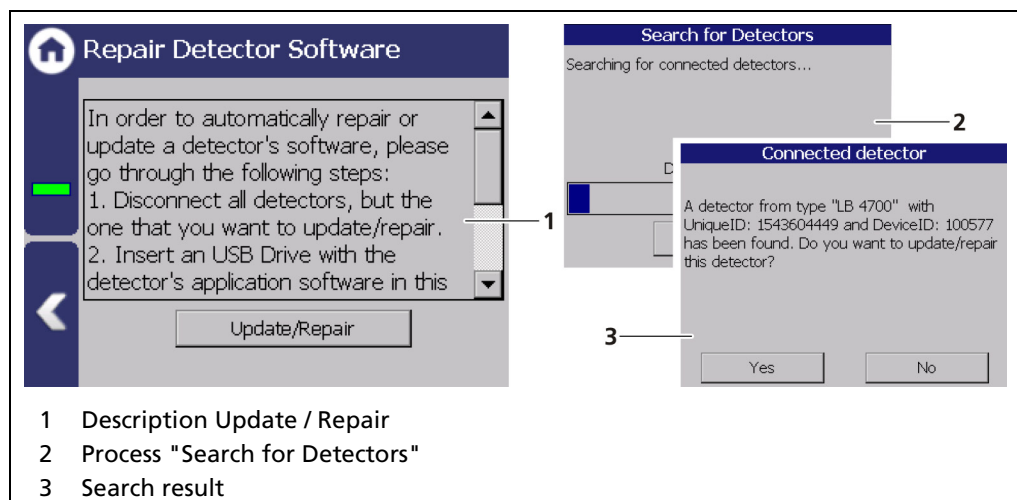 Repair Detector Software
In order to automatically repair or
update a detector's software, please
go through the following steps:
1. Disconnect all detectors, but the
one that you want to update/repair.
2. Insert an USB Drive with the
detector's application software in this
Update/Repair
1
Search for Detectors
Searching for connected detectors...
D
2
Connected detector
A detector from type "LB 4700" with
UniqueID: 1543604449 and DeviceID: 100577
has been found. Do you want to update/repair
this detector?
3
Yes No
1 Description Update / Repair
2 Process "Search for Detectors"
3 Search result